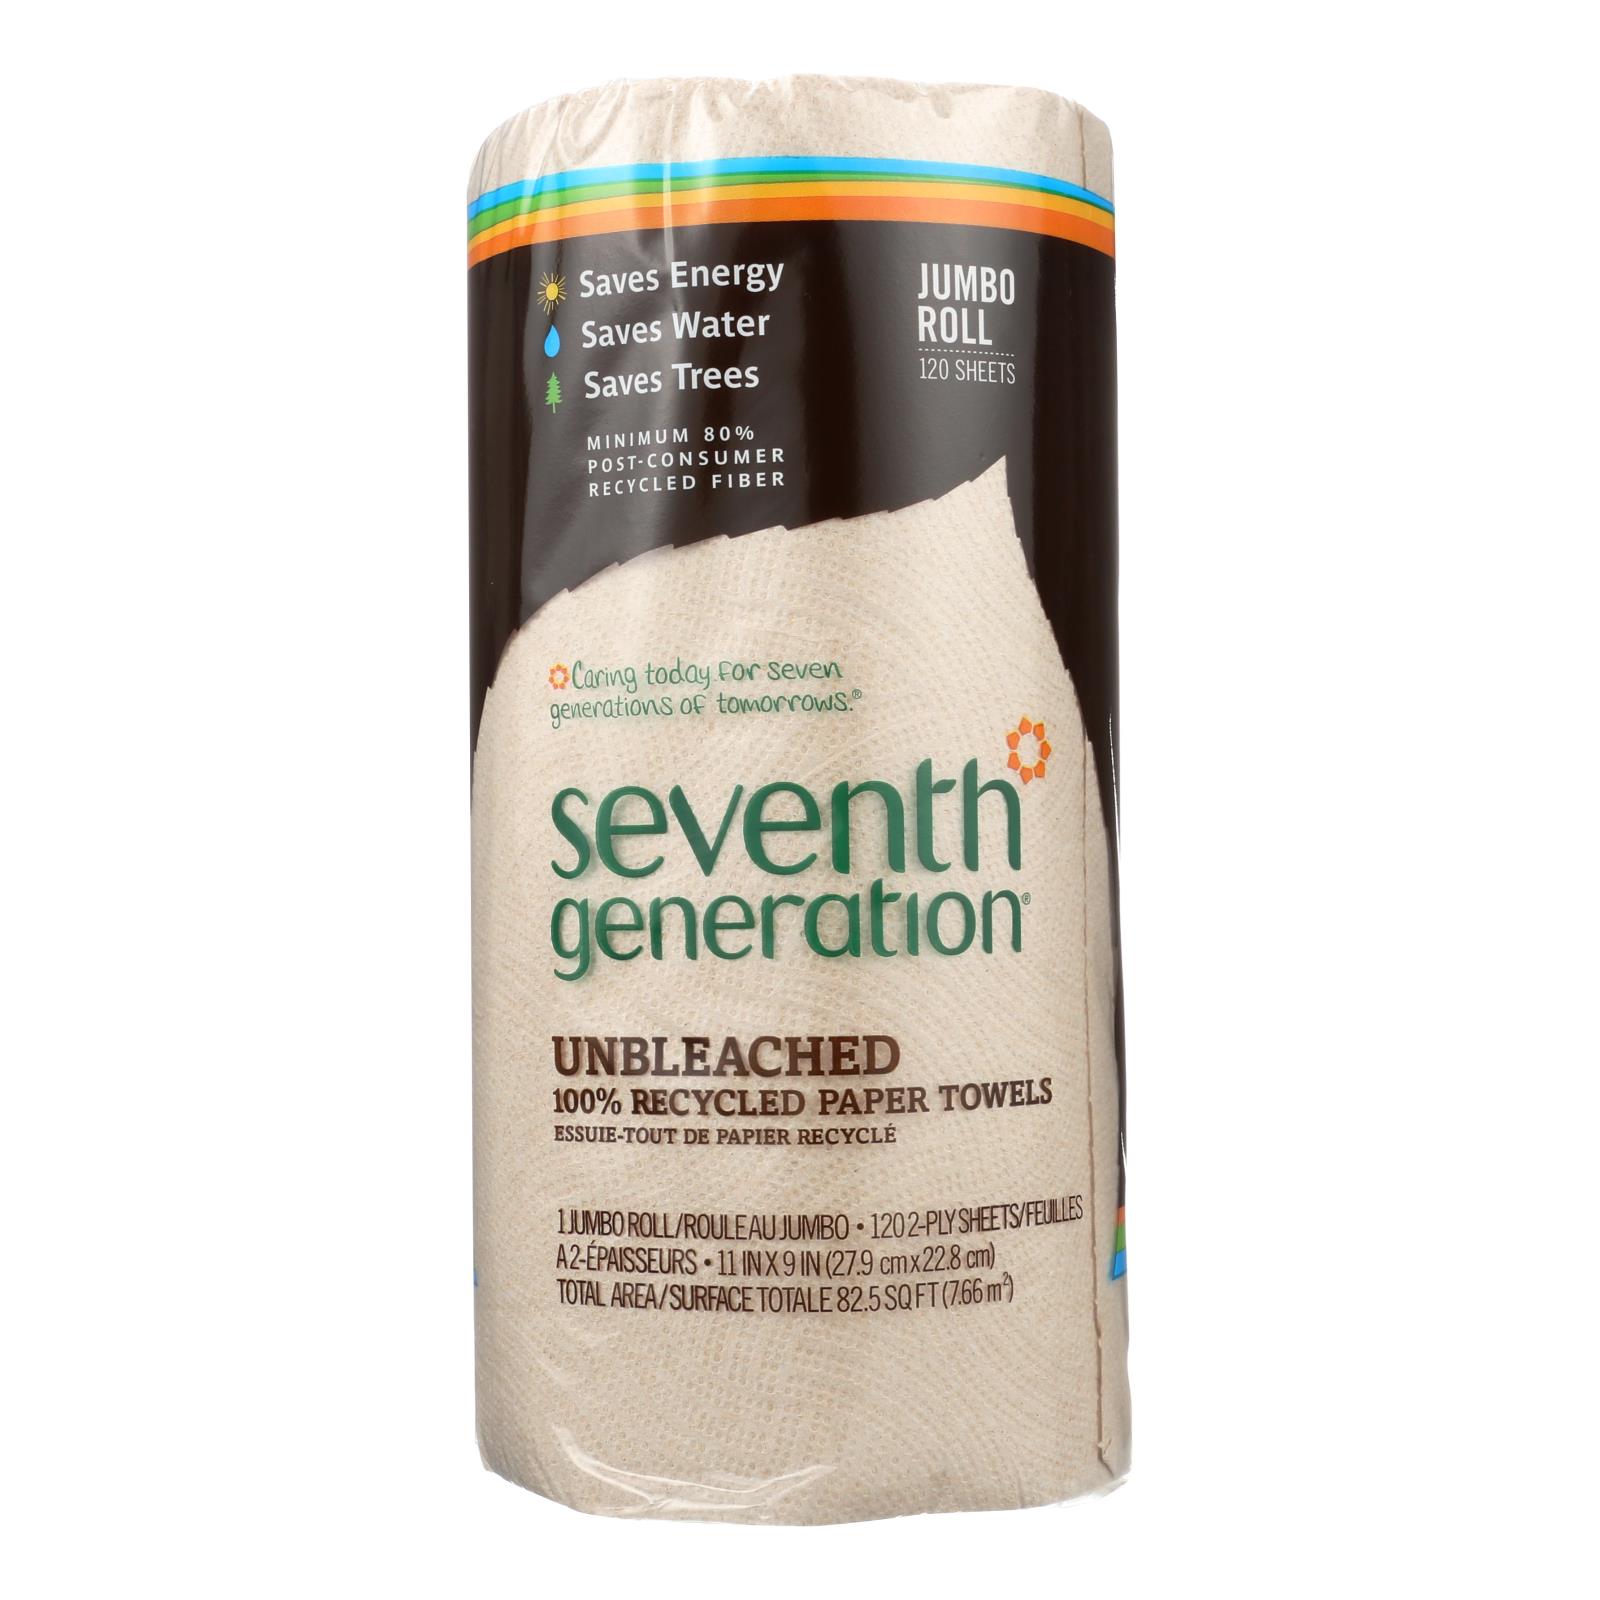 Saves Energy
Saves Water
Saves Trees
MINIMUM 80%
POST-CONSUMER
RECYCLED FIBER
JUMBO
ROLL
120 SHEETS
Caring today for seven
generations of tomorrows.®
seventh
generation®
UNBLEACHED
100% RECYCLED PAPER TOWELS
ESSUIE-TOUT DE PAPIER RECYCLÉ
1 JUMBO ROLL/ROULEAU JUMBO • 120 2-PLY SHEETS/FEUILLES
A 2-ÉPAISSEURS • 11 IN X 9 IN (27.9 cm x 22.8 cm)
TOTAL AREA/SURFACE TOTALE 82.5 SQ FT (7.66 m²)